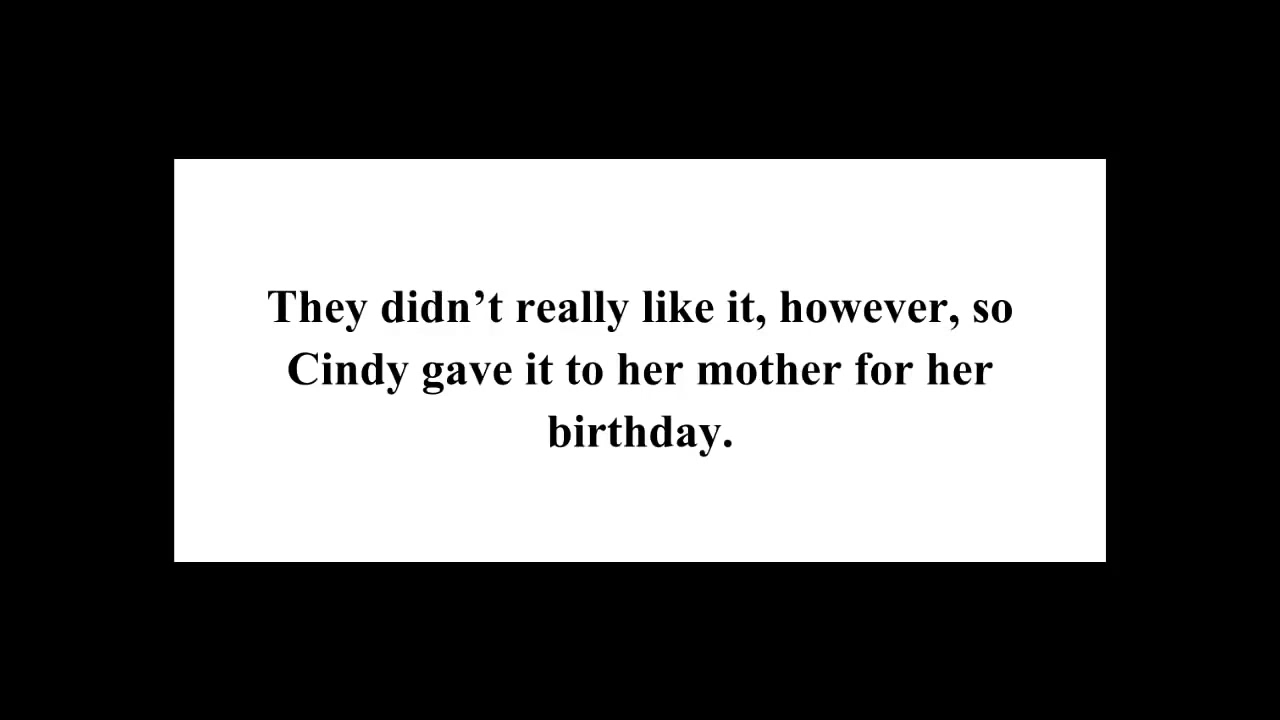 They didn’t really like it, however, so
Cindy gave it to her mother for her
birthday.